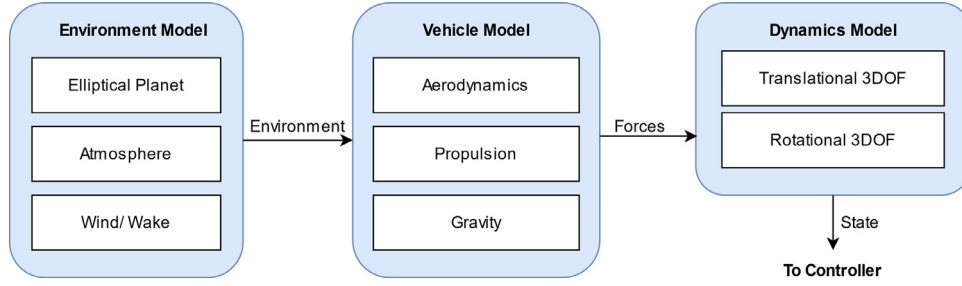 Environment Model
Elliptical Planet
Atmosphere
Wind/ Wake
Environment
Vehicle Model
Aerodynamics
Propulsion
Gravity
Forces
Dynamics Model
Translational 3DOF
Rotational 3DOF
State
To Controller